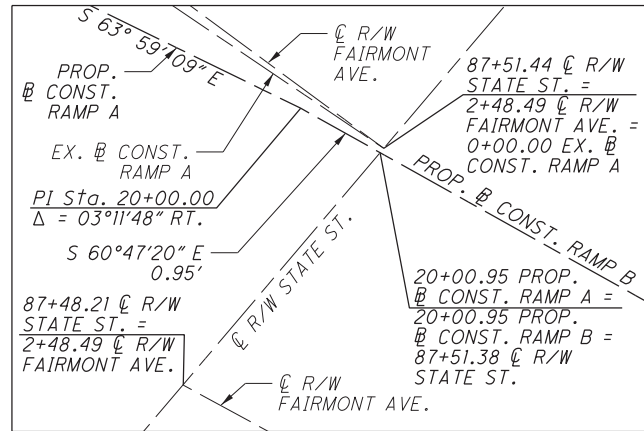 S 63° 59'09" E
PROP.
℄ CONST.
RAMP A
EX. ℄ CONST.
RAMP A
PI Sta. 20+00.00
Δ = 03°11'48" RT.
S 60°47'20" E
0.95'
87+48.21 ℄ R/W
STATE ST. =
2+48.49 ℄ R/W
FAIRMONT AVE.
℄ R/W
FAIRMONT
AVE.
87+51.44 ℄ R/W
STATE ST. =
2+48.49 ℄ R/W
FAIRMONT AVE. =
0+00.00 EX. ℄
CONST. RAMP A
PROP. ℄ CONST. RAMP B
℄ R/W STATE ST.
20+00.95 PROP.
℄ CONST. RAMP A =
20+00.95 PROP.
℄ CONST. RAMP B =
87+51.38 ℄ R/W
STATE ST.
℄ R/W
FAIRMONT AVE.